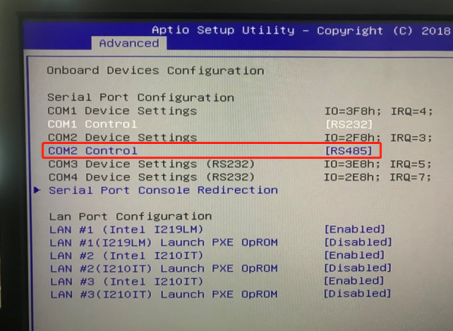 Aptio Setup Utility – Copyright (C) 2018
Advanced
Onboard Devices Configuration
Serial Port Configuration
COM1 Device Settings IO=3F8h; IRQ=4;
COM1 Control [RS232]
COM2 Device Settings IO=2F8h; IRQ=3;
COM2 Control [RS485]
COM3 Device Settings (RS232) IO=3E8h; IRQ=5;
COM4 Device Settings (RS232) IO=2E8h; IRQ=7;
Serial Port Console Redirection
Lan Port Configuration
LAN #1 (Intel I219LM) [Enabled]
LAN #1(I219LM) Launch PXE OpROM [Disabled]
LAN #2 (Intel I210IT) [Enabled]
LAN #2(I210IT) Launch PXE OpROM [Disabled]
LAN #3 (Intel I210IT) [Enabled]
LAN #3(I210IT) Launch PXE OpROM [Disabled]